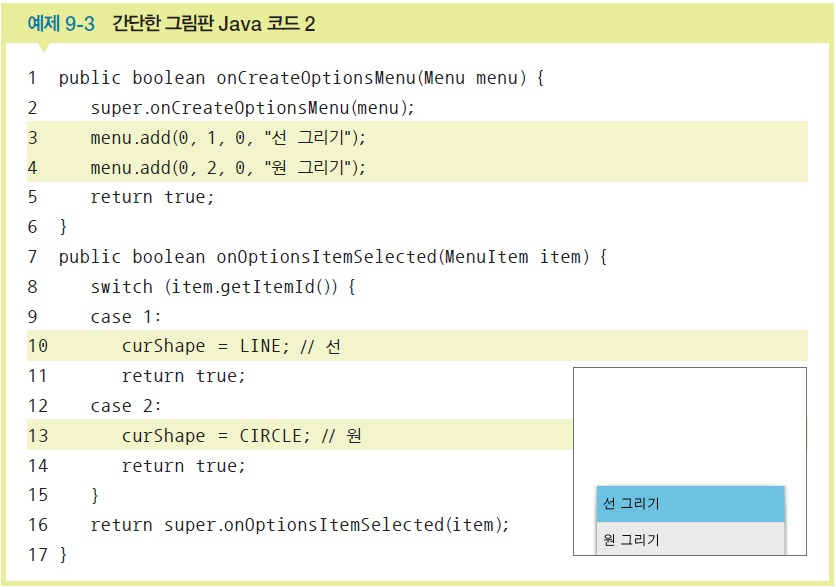 예제 9-3 간단한 그림판 Java 코드 2
1 public boolean onCreateOptionsMenu(Menu menu) {
2 super.onCreateOptionsMenu(menu);
3 menu.add(0, 1, 0, "선 그리기");
4 menu.add(0, 2, 0, "원 그리기");
5 return true;
6 }
7 public boolean onOptionsItemSelected(MenuItem item) {
8 switch (item.getItemId()) {
9 case 1:
10 curShape = LINE; // 선
11 return true;
12 case 2:
13 curShape = CIRCLE; // 원
14 return true;
15 }
16 return super.onOptionsItemSelected(item);
17 }
선 그리기
원 그리기